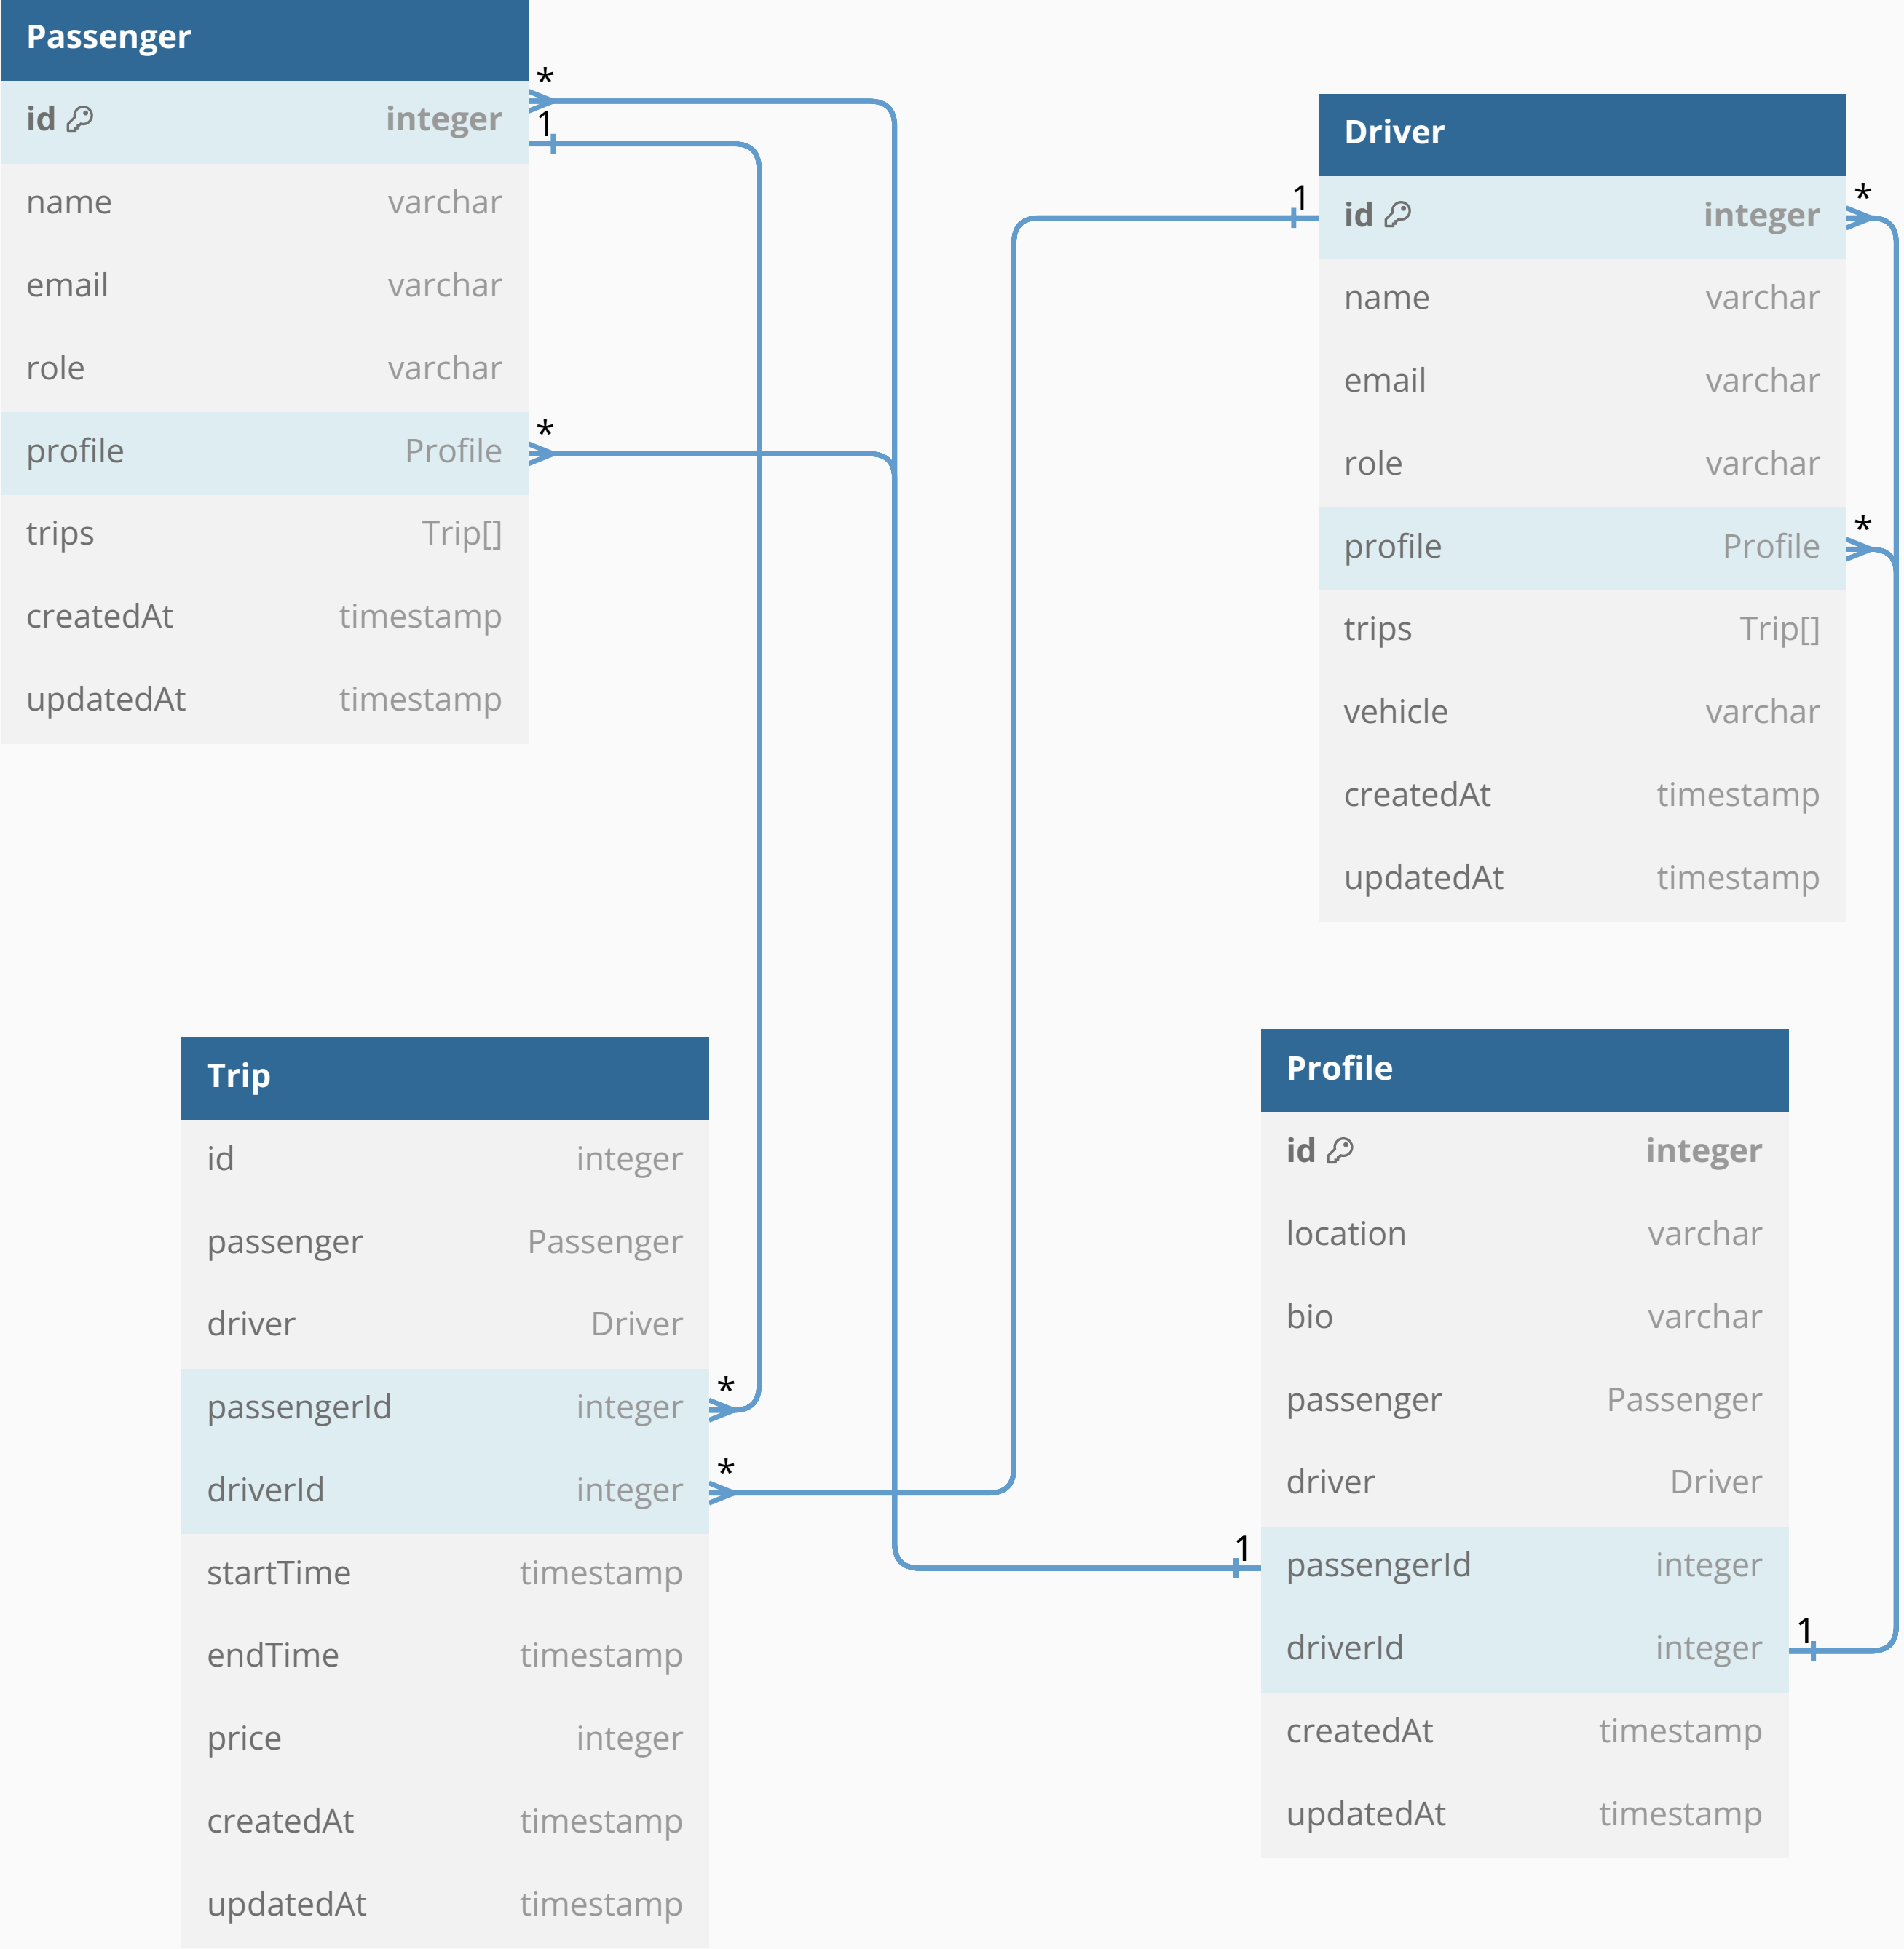 Passenger
id integer
name varchar
email varchar
role varchar
profile Profile
trips Trip[]
createdAt timestamp
updatedAt timestamp
*
1
*
Driver
id integer
name varchar
email varchar
role varchar
profile Profile
trips Trip[]
vehicle varchar
createdAt timestamp
updatedAt timestamp
1
*
*
Trip
id integer
passenger Passenger
driver Driver
passengerId integer
driverId integer
startTime timestamp
endTime timestamp
price integer
createdAt timestamp
updatedAt timestamp
*
*
Profile
id integer
location varchar
bio varchar
passenger Passenger
driver Driver
passengerId integer
driverId integer
createdAt timestamp
updatedAt timestamp
1
1